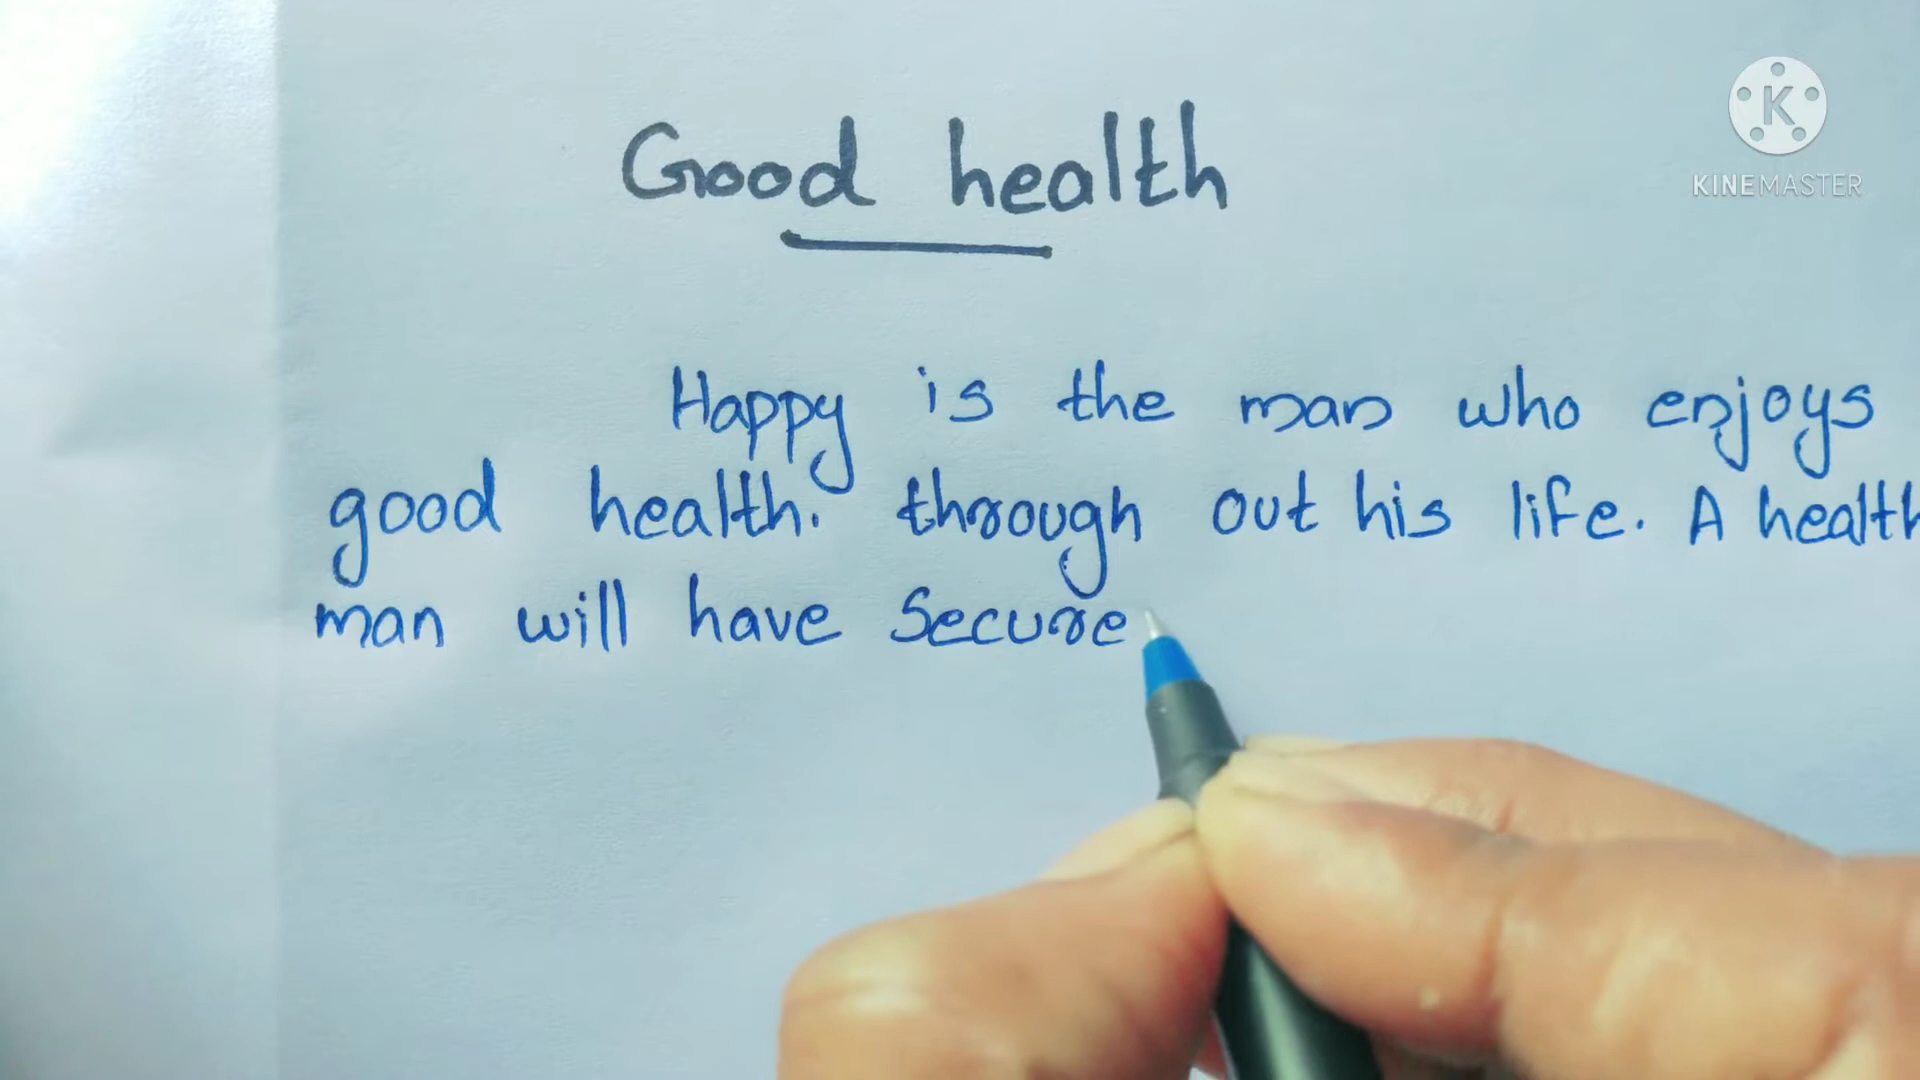 Good health
KINEMASTER
Happy is the man who enjoys
good health. through out his life. A health
man will have Secure